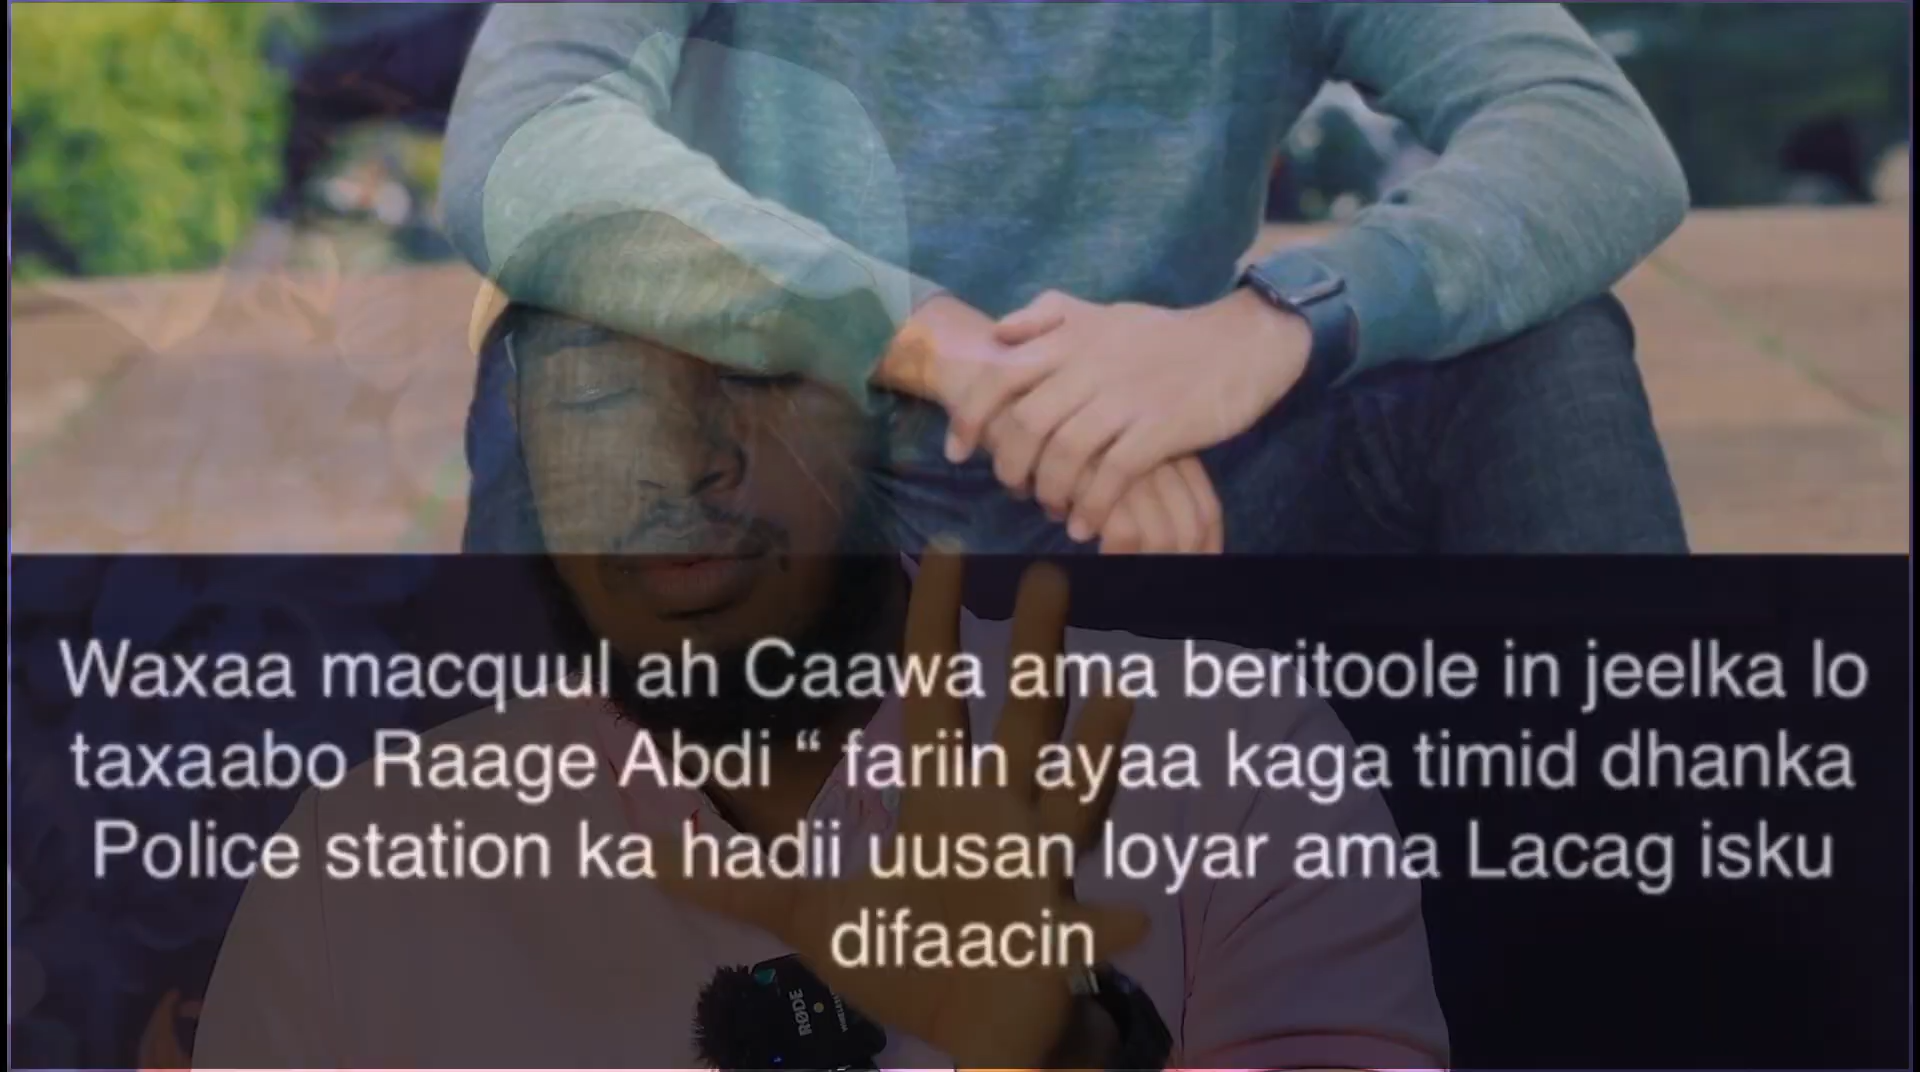 Waxaa macquul ah Caawa ama beritoole in jeelka lo
taxaabo Raage Abdi “ fariin ayaa kaga timid dhanka
Police station ka hadii uusan loyar ama Lacag isku
difaacin
RØDE